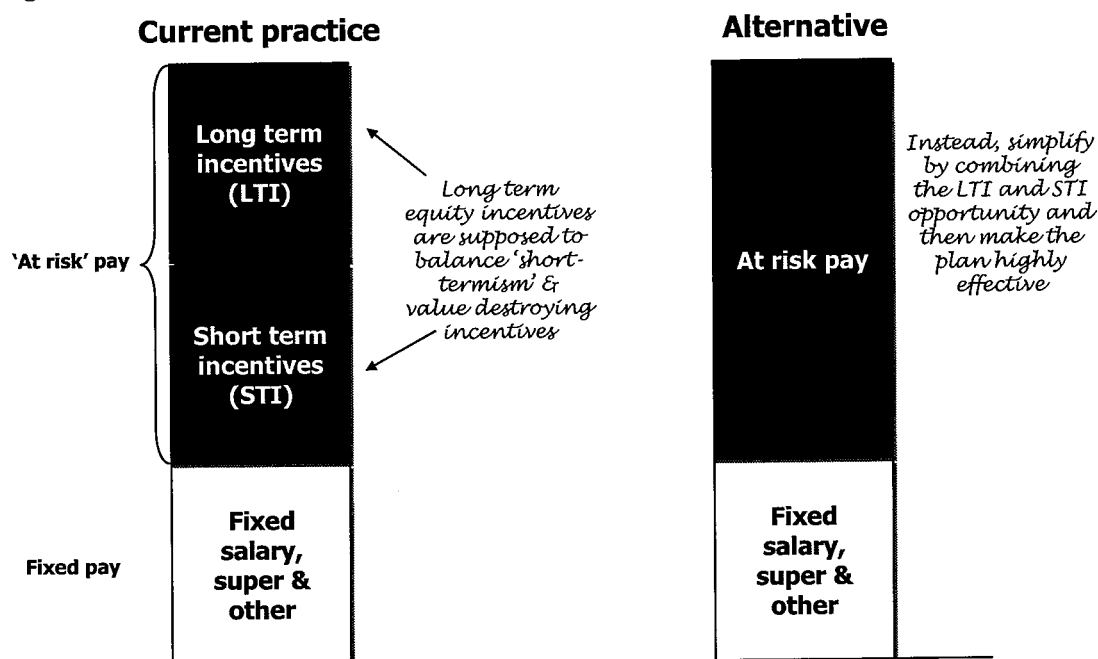 Current practice
Alternative
Long term
incentives
(LTI)
Long term
equity incentives
are supposed to
balance 'short-
termism' &
value destroying
incentives
Instead, simplify
by combining
the LTI and STI
opportunity and
then make the
plan highly
effective
'At risk' pay
At risk pay
Short term
incentives
(STI)
Fixed pay
Fixed
salary,
super &
other
Fixed
salary,
super &
other